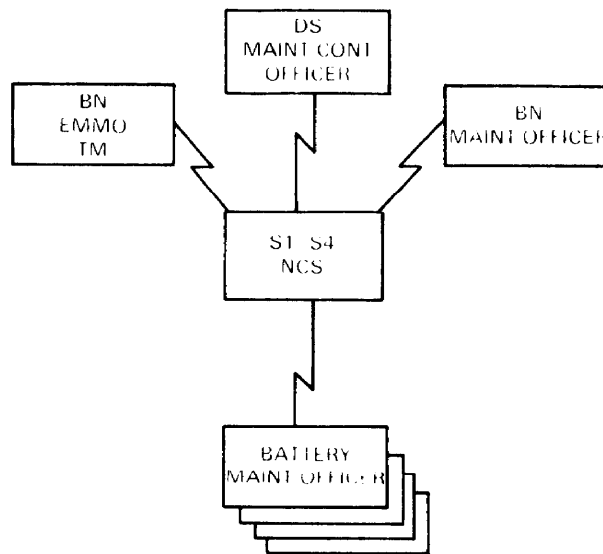 DS
MAINT CONT
OFFICER
BN
EMMO
TM
BN
MAINT OFFICER
S1 S4
NCS
BATTERY
MAINT OFFICER